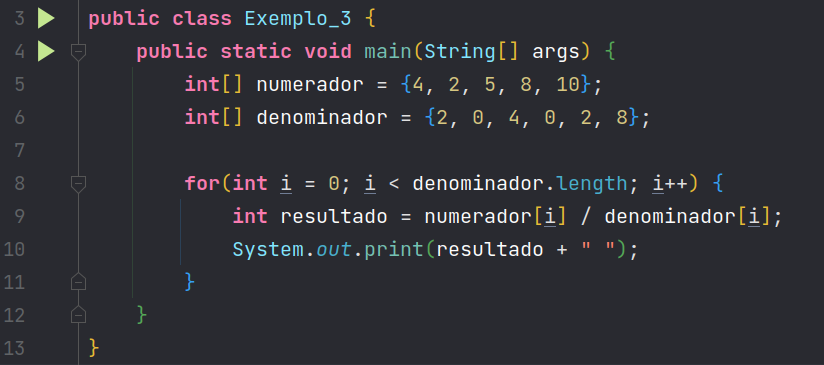 3 public class Exemplo_3 {
4 public static void main(String[] args) {
5 int[] numerador = {4, 2, 5, 8, 10};
6 int[] denominador = {2, 0, 4, 0, 2, 8};
7
8 for(int i = 0; i < denominador.length; i++) {
9 int resultado = numerador[i] / denominador[i];
10 System.out.print(resultado + " ");
11 }
12 }
13 }